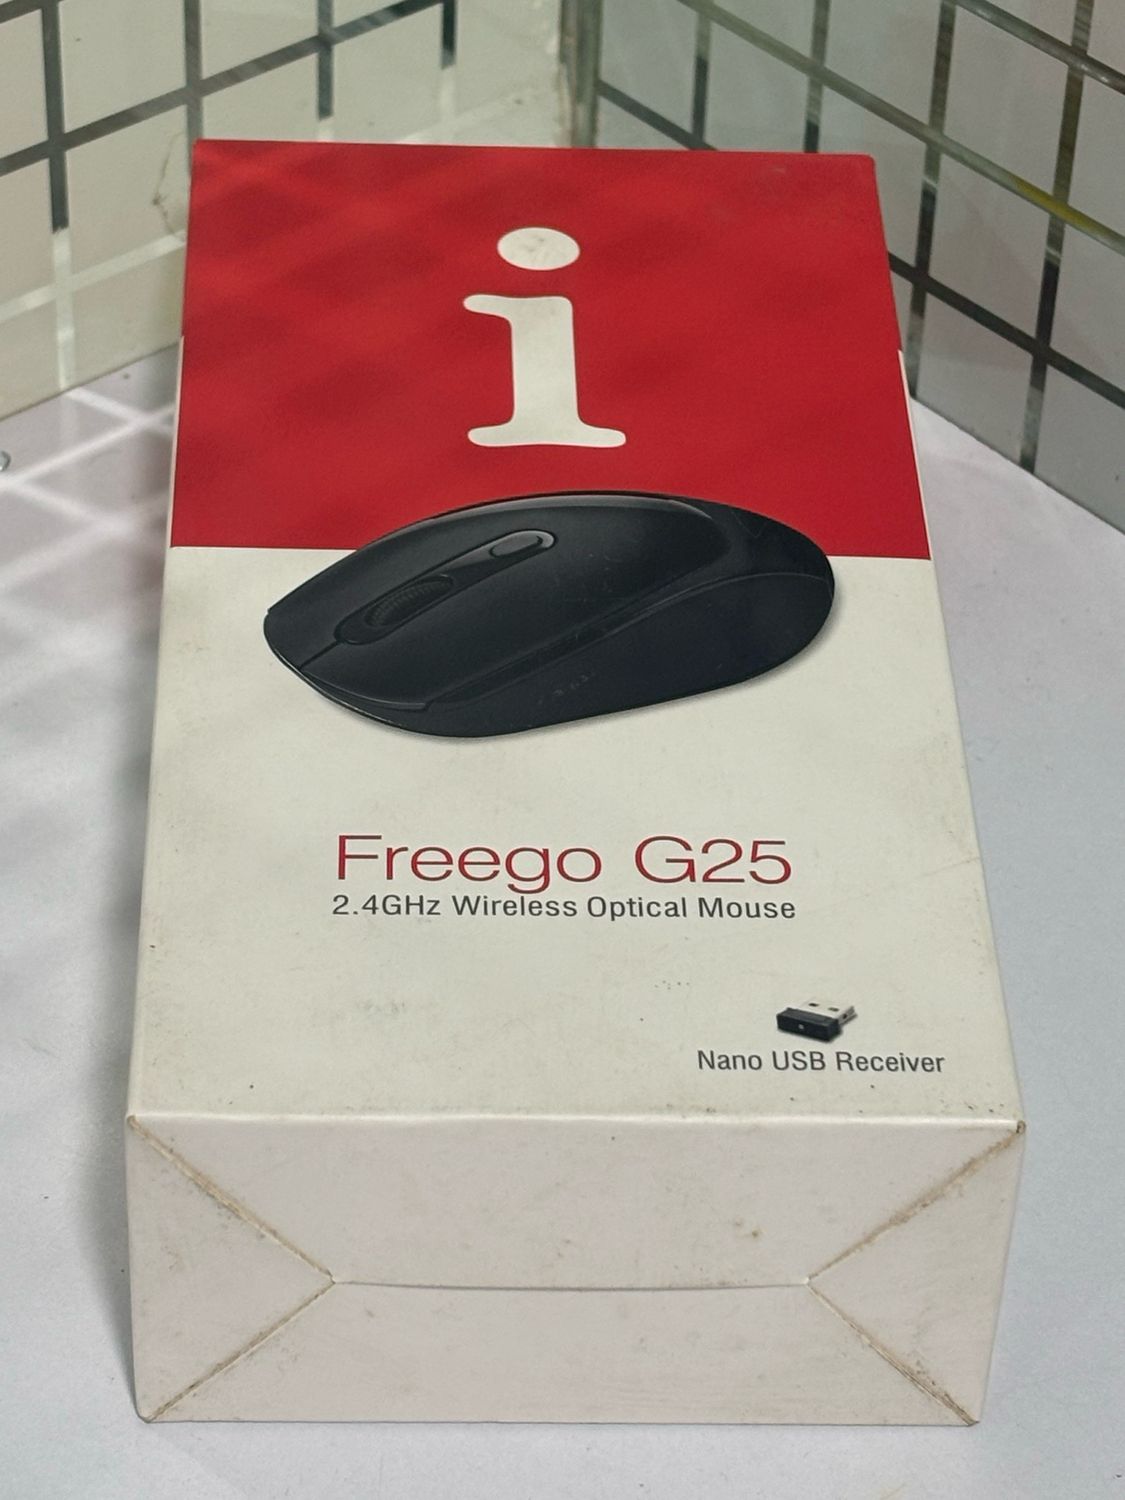 i
Freego G25
2.4GHz Wireless Optical Mouse
Nano USB Receiver